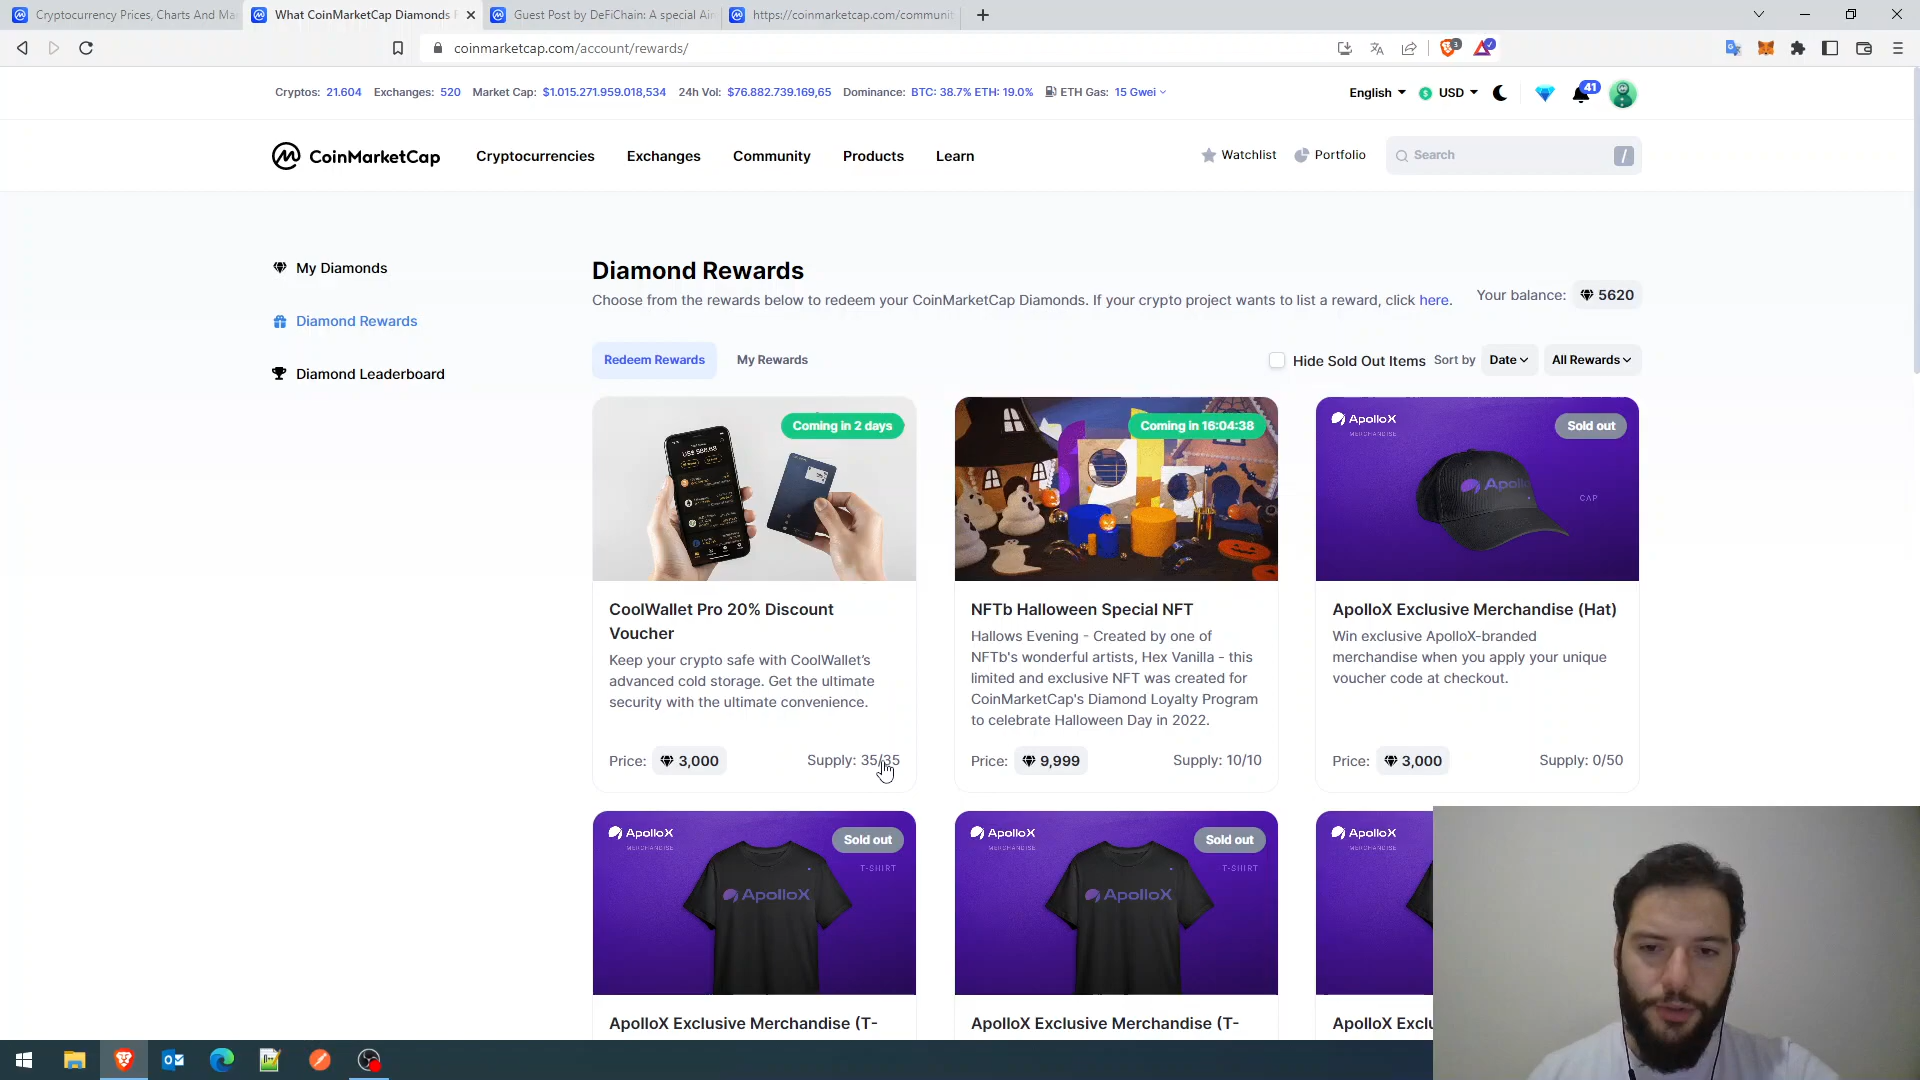 Cryptocurrency Prices, Charts And Ma
What CoinMarketCap Diamonds
Guest Post by DeFiChain: A special Air
https://coinmarketcap.com/communit
coinmarketcap.com/account/rewards/
Cryptos: 21.604 Exchanges: 520 Market Cap: $1.015.271.959.018,534 24h Vol: $76.882.739.169,65 Dominance: BTC: 38.7% ETH: 19.0% ETH Gas: 15 Gwei
English USD 41
CoinMarketCap Cryptocurrencies Exchanges Community Products Learn Watchlist Portfolio Search /
My Diamonds
Diamond Rewards
Diamond Leaderboard
Diamond Rewards
Choose from the rewards below to redeem your CoinMarketCap Diamonds. If your crypto project wants to list a reward, click here.
Your balance: 5620
Redeem Rewards My Rewards Hide Sold Out Items Sort by Date All Rewards
Coming in 2 days
CoolWallet Pro 20% Discount
Voucher
Keep your crypto safe with CoolWallet's
advanced cold storage. Get the ultimate
security with the ultimate convenience.
Price: 3,000 Supply: 35/35
Coming in 16:04:38
NFTb Halloween Special NFT
Hallows Evening - Created by one of
NFTb's wonderful artists, Hex Vanilla - this
limited and exclusive NFT was created for
CoinMarketCap's Diamond Loyalty Program
to celebrate Halloween Day in 2022.
Price: 9,999 Supply: 10/10
ApolloX
MERCHANDISE
Sold out
CAP
ApolloX Exclusive Merchandise (Hat)
Win exclusive ApolloX-branded
merchandise when you apply your unique
voucher code at checkout.
Price: 3,000 Supply: 0/50
ApolloX
MERCHANDISE
Sold out
T-SHIRT
ApolloX
ApolloX Exclusive Merchandise (T-
ApolloX
MERCHANDISE
Sold out
T-SHIRT
ApolloX
ApolloX Exclusive Merchandise (T-
ApolloX
MERCHANDISE
ApolloX Exclu